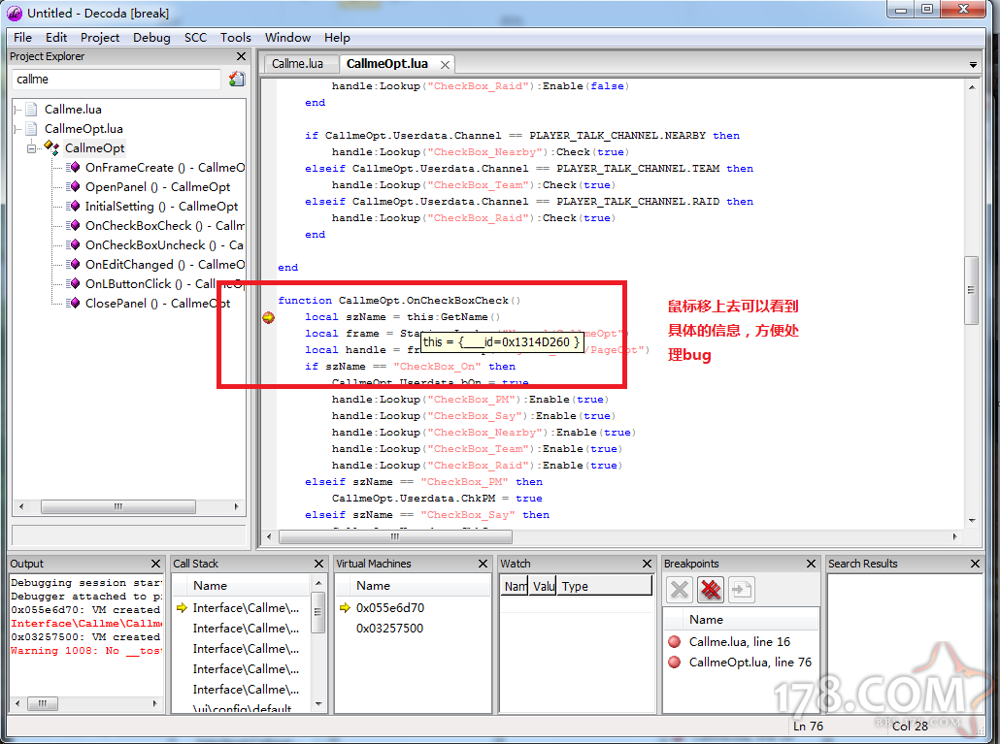 Untitled - Decoda [break]
File Edit Project Debug SCC Tools Window Help
Project Explorer
callme
Callme.lua
CallmeOpt.lua
CallmeOpt
OnFrameCreate () - CallmeO
OpenPanel () - CallmeOpt
InitialSetting () - CallmeOpt
OnCheckBoxCheck () - Callm
OnCheckBoxUncheck () - Ca
OnEditChanged () - CallmeO
OnLButtonClick () - CallmeOp
ClosePanel () - CallmeOpt
Callme.lua CallmeOpt.lua
handle:Lookup("CheckBox_Raid"):Enable(false)
end
if CallmeOpt.Userdata.Channel == PLAYER_TALK_CHANNEL.NEARBY then
handle:Lookup("CheckBox_Nearby"):Check(true)
elseif CallmeOpt.Userdata.Channel == PLAYER_TALK_CHANNEL.TEAM then
handle:Lookup("CheckBox_Team"):Check(true)
elseif CallmeOpt.Userdata.Channel == PLAYER_TALK_CHANNEL.RAID then
handle:Lookup("CheckBox_Raid"):Check(true)
end
end
function CallmeOpt.OnCheckBoxCheck()
local szName = this:GetName()
local frame = Stati
this = {___id=0x1314D260 }
local handle = fr /PageOpt")
if szName == "CheckBox_On" then
CallmeOpt.Userdata.bOn = true
handle:Lookup("CheckBox_PM"):Enable(true)
handle:Lookup("CheckBox_Say"):Enable(true)
handle:Lookup("CheckBox_Nearby"):Enable(true)
handle:Lookup("CheckBox_Team"):Enable(true)
handle:Lookup("CheckBox_Raid"):Enable(true)
elseif szName == "CheckBox_PM" then
CallmeOpt.Userdata.ChkPM = true
elseif szName == "CheckBox_Say" then
鼠标移上去可以看到
具体的信息，方便处
理bug
Output
Debugging session star
Debugger attached to p
0x055e6d70: VM created
Interface\Callme\Callme
0x03257500: VM created
Warning 1008: No __tos
Call Stack
Name
Interface\Callme\...
Interface\Callme\...
Interface\Callme\...
Interface\Callme\...
Interface\Callme\...
\ui\config\default
Virtual Machines
Name
0x055e6d70
0x03257500
Watch
Nam Valu Type
Breakpoints
Name
Callme.lua, line 16
CallmeOpt.lua, line 76
Search Results
178.COM
Ln 76 Col 28